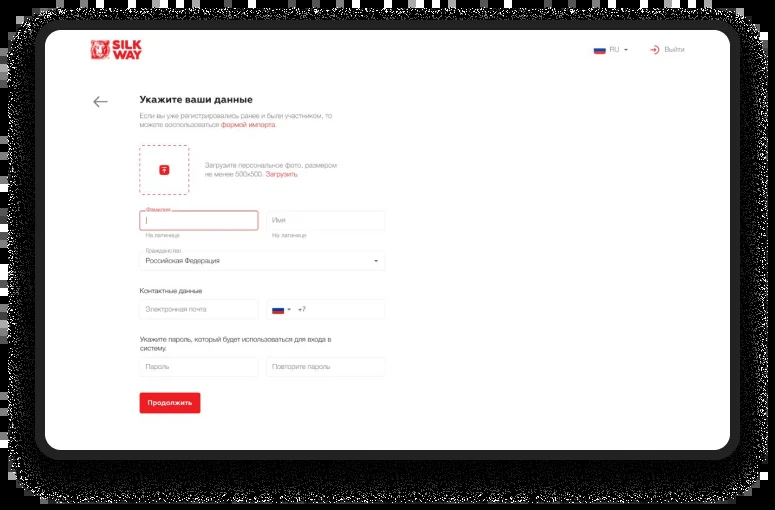 SILK
WAY
RU
Выйти
Укажите ваши данные
Если вы уже регистрировались ранее и были участником, то
можете воспользоваться формой импорта.
Загрузите персональное фото, размером
не менее 500x500. Загрузить
Фамилия
Имя
На латинице
На латинице
Гражданство
Российская Федерация
Контактные данные
Электронная почта
+7
Укажите пароль, который будет использоваться для входа в
систему.
Пароль
Повторите пароль
Продолжить